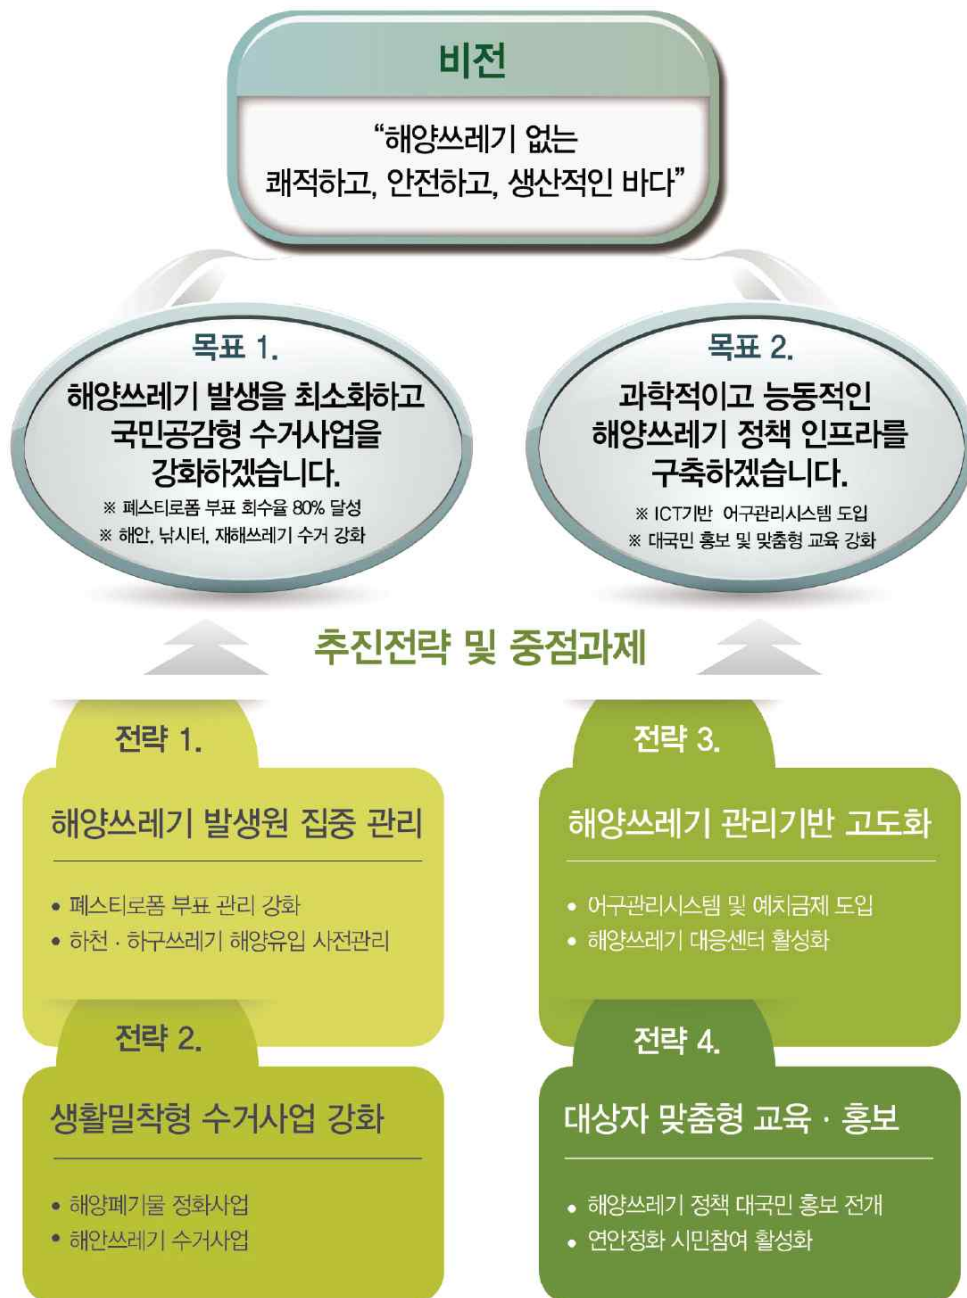 비전
“해양쓰레기 없는
쾌적하고, 안전하고, 생산적인 바다”
목표 1.
해양쓰레기 발생을 최소화하고
국민공감형 수거사업을
강화하겠습니다.
※ 폐스티로폼 부표 회수율 80% 달성
※ 해안, 낚시터, 재해쓰레기 수거 강화
목표 2.
과학적이고 능동적인
해양쓰레기 정책 인프라를
구축하겠습니다.
※ ICT기반 어구관리시스템 도입
※ 대국민 홍보 및 맞춤형 교육 강화
추진전략 및 중점과제
전략 1.
해양쓰레기 발생원 집중 관리
• 폐스티로폼 부표 관리 강화
• 하천 · 하구쓰레기 해양유입 사전관리
전략 2.
생활밀착형 수거사업 강화
• 해양폐기물 정화사업
• 해안쓰레기 수거사업
전략 3.
해양쓰레기 관리기반 고도화
• 어구관리시스템 및 예치금제 도입
• 해양쓰레기 대응센터 활성화
전략 4.
대상자 맞춤형 교육 · 홍보
• 해양쓰레기 정책 대국민 홍보 전개
• 연안정화 시민참여 활성화